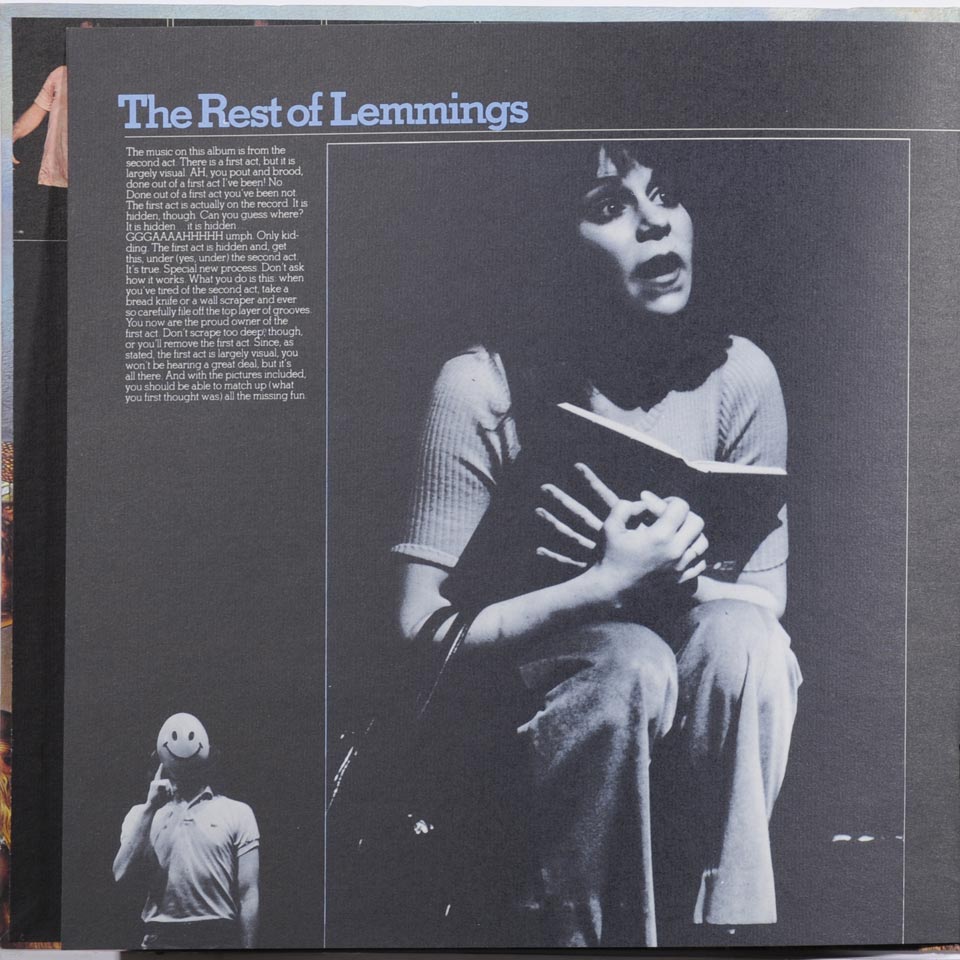 The Rest of Lemmings
The music on this album is from the
second act. There is a first act, but it is
largely visual. AH, you pout and brood,
done out of a first act I've been! No.
Done out of a first act you've been not.
The first act is actually on the record. It is
hidden, though. Can you guess where?
It is hidden... it is hidden...
GGGAAAAHHHHH umph. Only kid-
ding. The first act is hidden and, get
this, under (yes, under) the second act.
It's true. Special new process. Don't ask
how it works. What you do is this: when
you've tired of the second act, take a
bread knife or a wall scraper and ever
so carefully file off the top layer of grooves.
You now are the proud owner of the
first act. Don't scrape too deep, though,
or you'll remove the first act. Since, as
stated, the first act is largely visual, you
won't be hearing a great deal, but it's
all there. And with the pictures included,
you should be able to match up (what
you first thought was) all the missing fun.